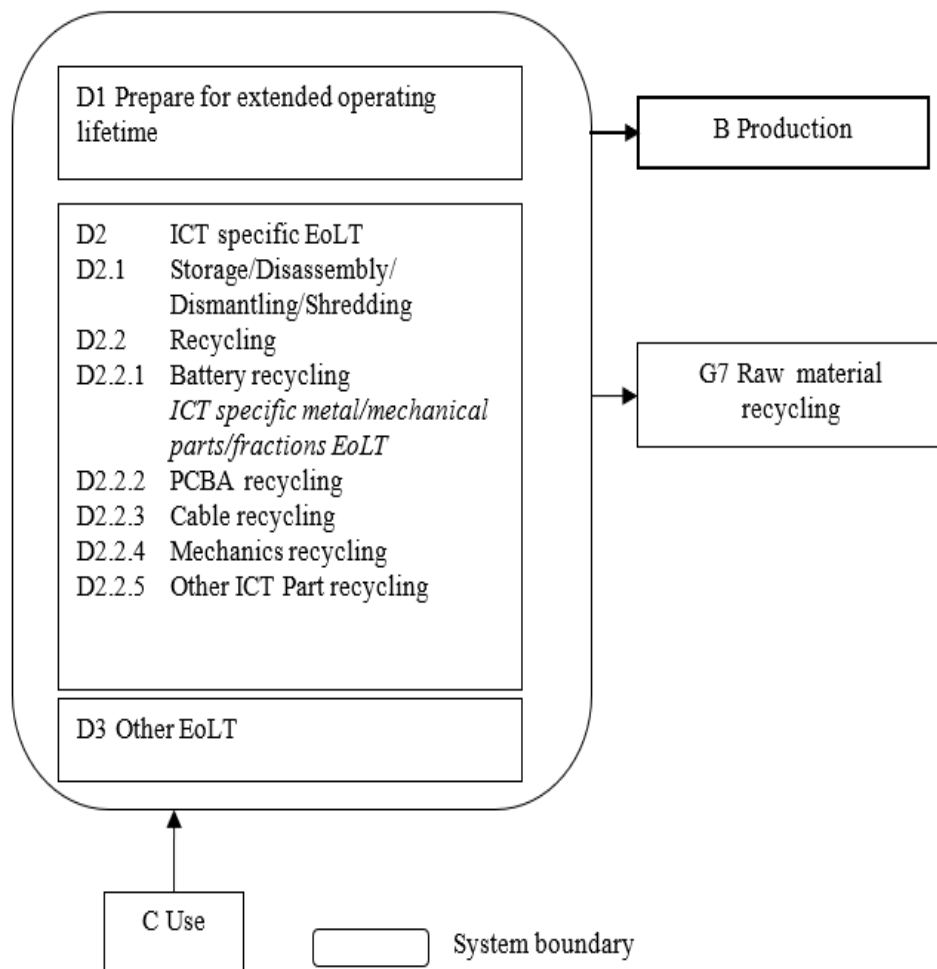 D1 Prepare for extended operating
lifetime
B Production
D2 ICT specific EoLT
D2.1 Storage/Disassembly/
Dismantling/Shredding
D2.2 Recycling
D2.2.1 Battery recycling
ICT specific metal/mechanical
parts/fractions EoLT
D2.2.2 PCBA recycling
D2.2.3 Cable recycling
D2.2.4 Mechanics recycling
D2.2.5 Other ICT Part recycling
G7 Raw material
recycling
D3 Other EoLT
C Use
System boundary